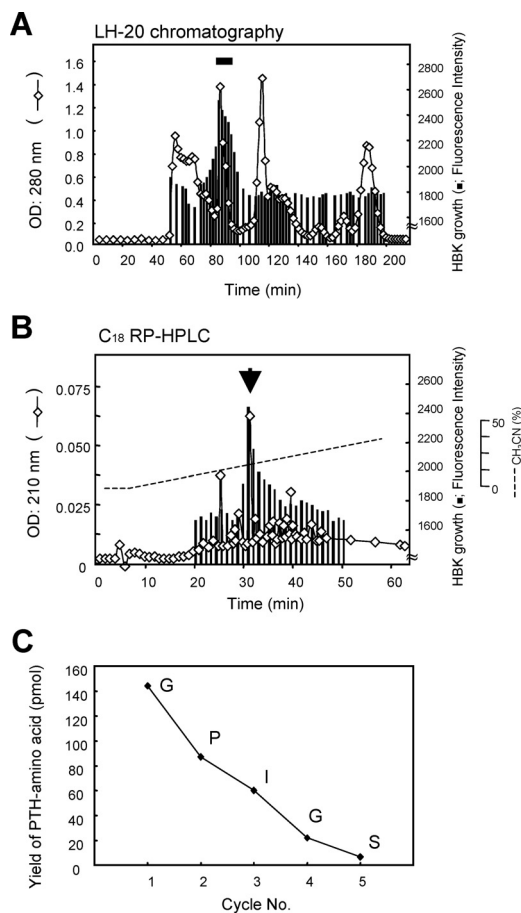 A
LH-20 chromatography
OD: 280 nm ( —◇— )
1.6
1.4
1.2
1.0
0.8
0.6
0.4
0.2
0.0
2800
2600
2400
2200
2000
1800
1600
HBK growth (■; Fluorescence Intensity)
0 20 40 60 80 100 120 140 160 180 200
Time (min)
B
C18 RP-HPLC
OD: 210 nm ( —◇— )
0.075
0.050
0.025
0
2600
2400
2200
2000
1800
1600
HBK growth (■; Fluorescence Intensity)
50
0
CH3CN (%)
0 10 20 30 40 50 60
Time (min)
C
Yield of PTH-amino acid (pmol)
160
140
120
100
80
60
40
20
0
G
P
I
G
S
1 2 3 4 5
Cycle No.